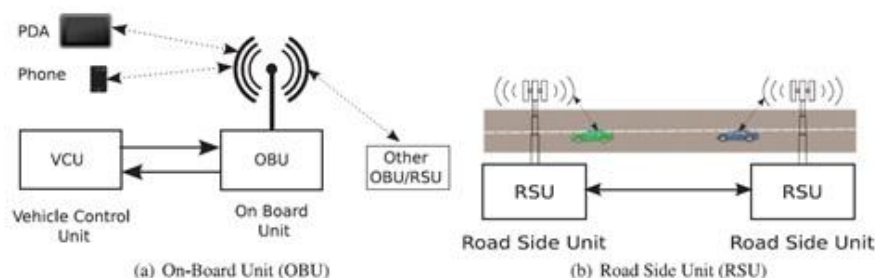 PDA
Phone
VCU
OBU
Other
OBU/RSU
Vehicle Control
Unit
On Board
Unit
(a) On-Board Unit (OBU)
RSU
RSU
Road Side Unit
Road Side Unit
(b) Road Side Unit (RSU)